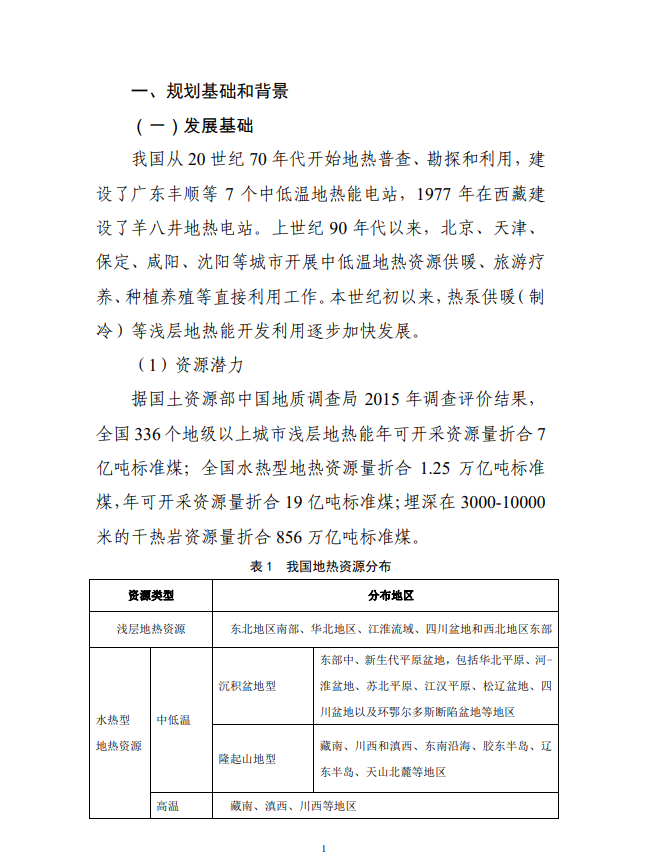 一、规划基础和背景
（一）发展基础
我国从 20 世纪 70 年代开始地热普查、勘探和利用，建
设了广东丰顺等 7 个中低温地热能电站，1977 年在西藏建
设了羊八井地热电站。上世纪 90 年代以来，北京、天津、
保定、咸阳、沈阳等城市开展中低温地热资源供暖、旅游疗
养、种植养殖等直接利用工作。本世纪初以来，热泵供暖（制
冷）等浅层地热能开发利用逐步加快发展。
（1）资源潜力
据国土资源部中国地质调查局 2015 年调查评价结果，
全国 336 个地级以上城市浅层地热能年可开采资源量折合 7
亿吨标准煤；全国水热型地热资源量折合 1.25 万亿吨标准
煤，年可开采资源量折合 19 亿吨标准煤；埋深在 3000-10000
米的干热岩资源量折合 856 万亿吨标准煤。
表 1 我国地热资源分布
资源类型 分布地区
浅层地热资源 东北地区南部、华北地区、江淮流域、四川盆地和西北地区东部
水热型
地热资源
中低温
沉积盆地型
东部中、新生代平原盆地，包括华北平原、河-
淮盆地、苏北平原、江汉平原、松辽盆地、四
川盆地以及环鄂尔多斯断陷盆地等地区
隆起山地型
藏南、川西和滇西、东南沿海、胶东半岛、辽
东半岛、天山北麓等地区
高温 藏南、滇西、川西等地区
1